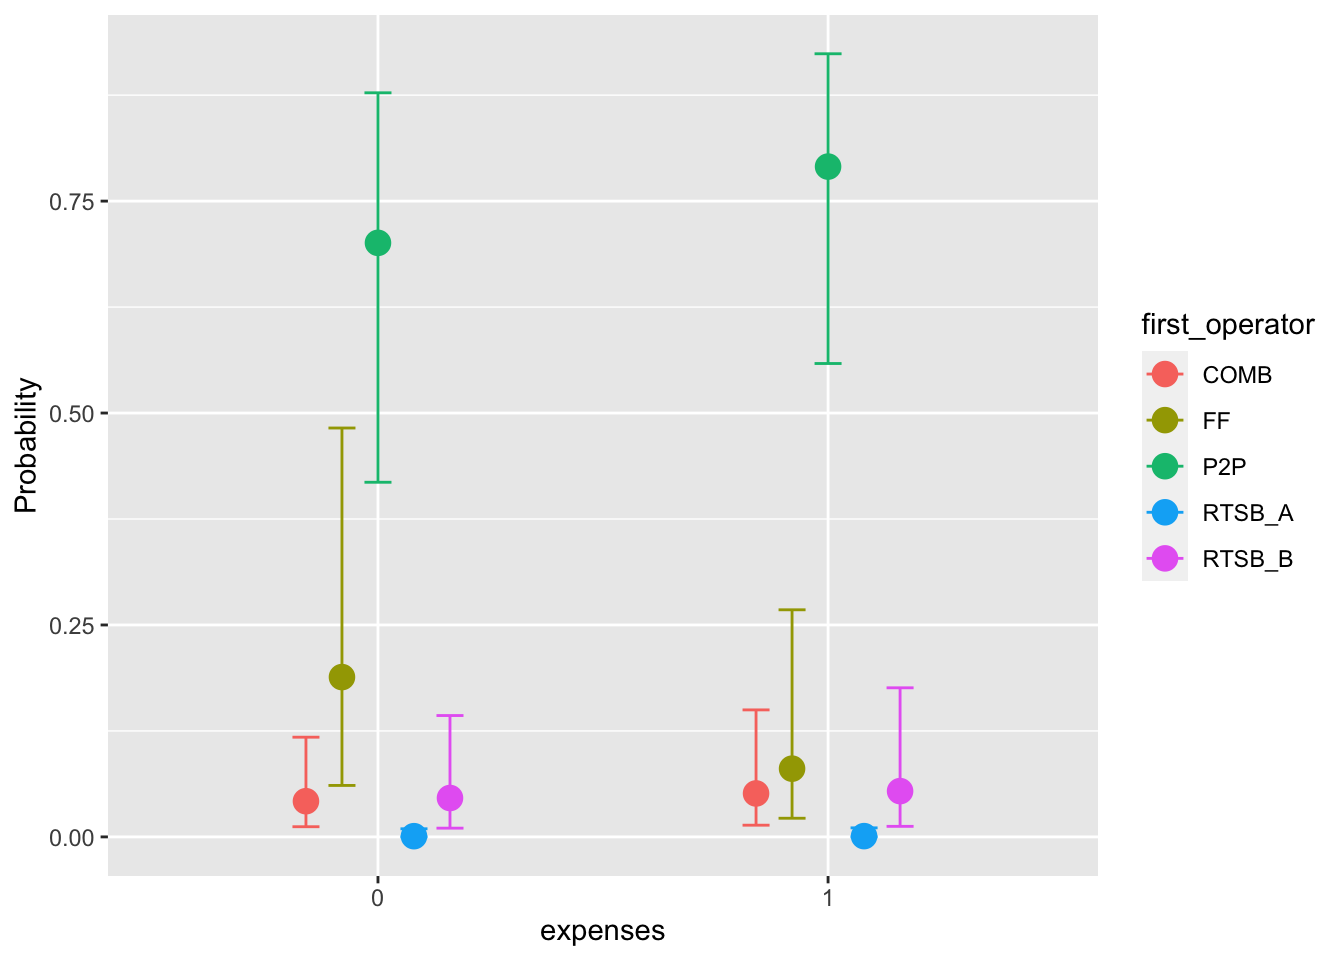 Probability
0.75
0.50
0.25
0.00
0
1
expenses
first_operator
COMB
FF
P2P
RTSB_A
RTSB_B